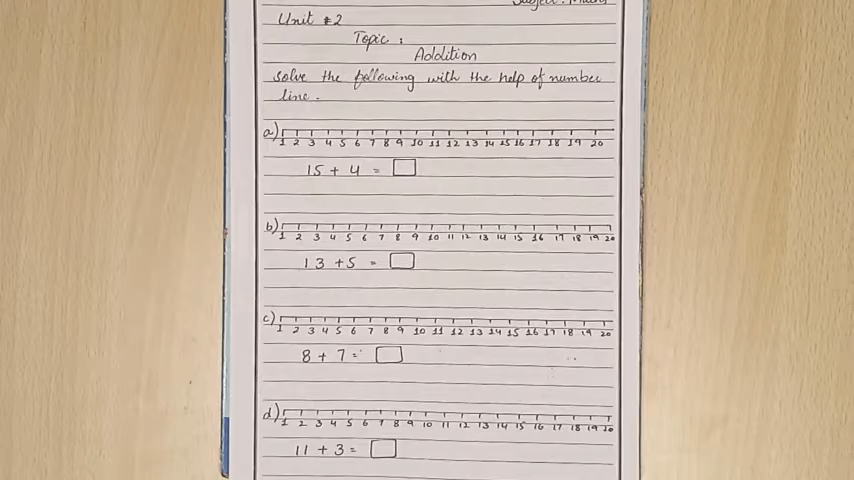 Subject: Maths
Unit #2
Topic :
Addition
solve the following with the help of number
line.
a) 1 2 3 4 5 6 7 8 9 10 11 12 13 14 15 16 17 18 19 20
15 + 4 =
b) 1 2 3 4 5 6 7 8 9 10 11 12 13 14 15 16 17 18 19 20
13 + 5 =
c) 1 2 3 4 5 6 7 8 9 10 11 12 13 14 15 16 17 18 19 20
8 + 7 =
d) 1 2 3 4 5 6 7 8 9 10 11 12 13 14 15 16 17 18 19 20
11 + 3 =